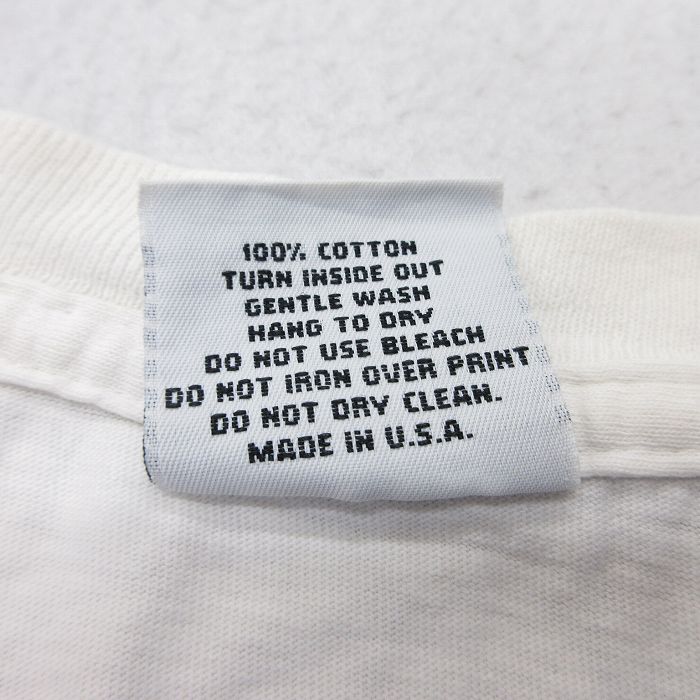 100% COTTON
TURN INSIDE OUT
GENTLE WASH
HANG TO DRY
DO NOT USE BLEACH
DO NOT IRON OVER PRINT
DO NOT DRY CLEAN.
MADE IN U.S.A.